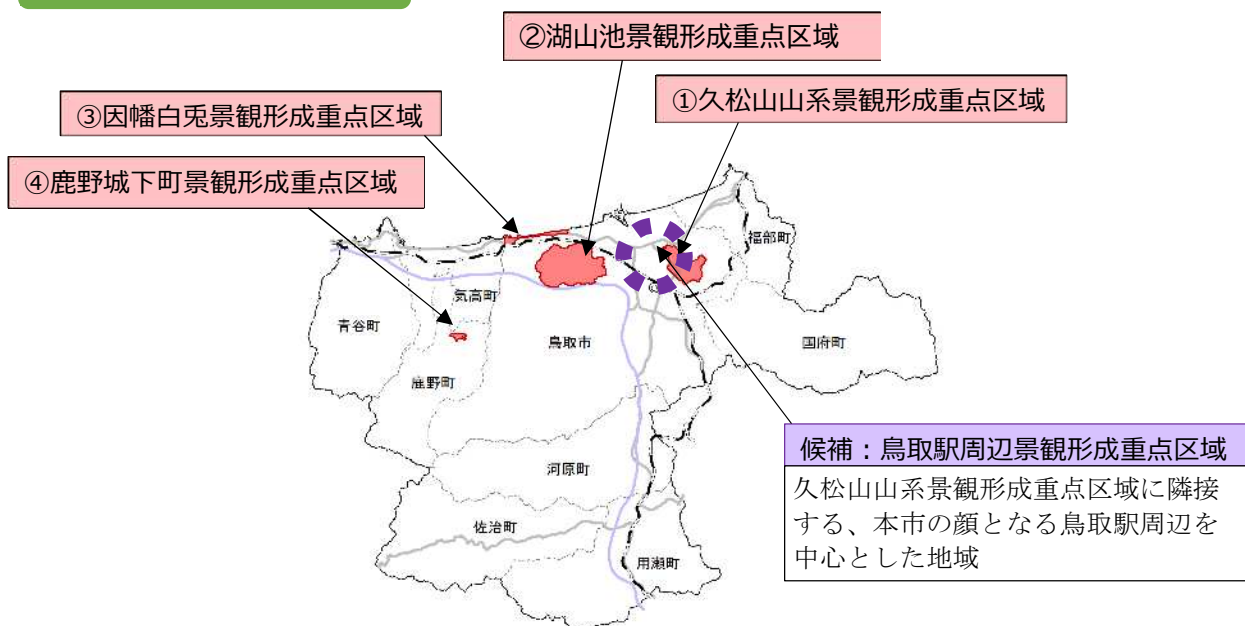 ②湖山池景観形成重点区域
①久松山山系景観形成重点区域
③因幡白兎景観形成重点区域
④鹿野城下町景観形成重点区域
福部町
気高町
青谷町
鳥取市
国府町
鹿野町
候補：鳥取駅周辺景観形成重点区域
久松山山系景観形成重点区域に隣接
する、本市の顔となる鳥取駅周辺を
中心とした地域
河原町
佐治町
用瀬町